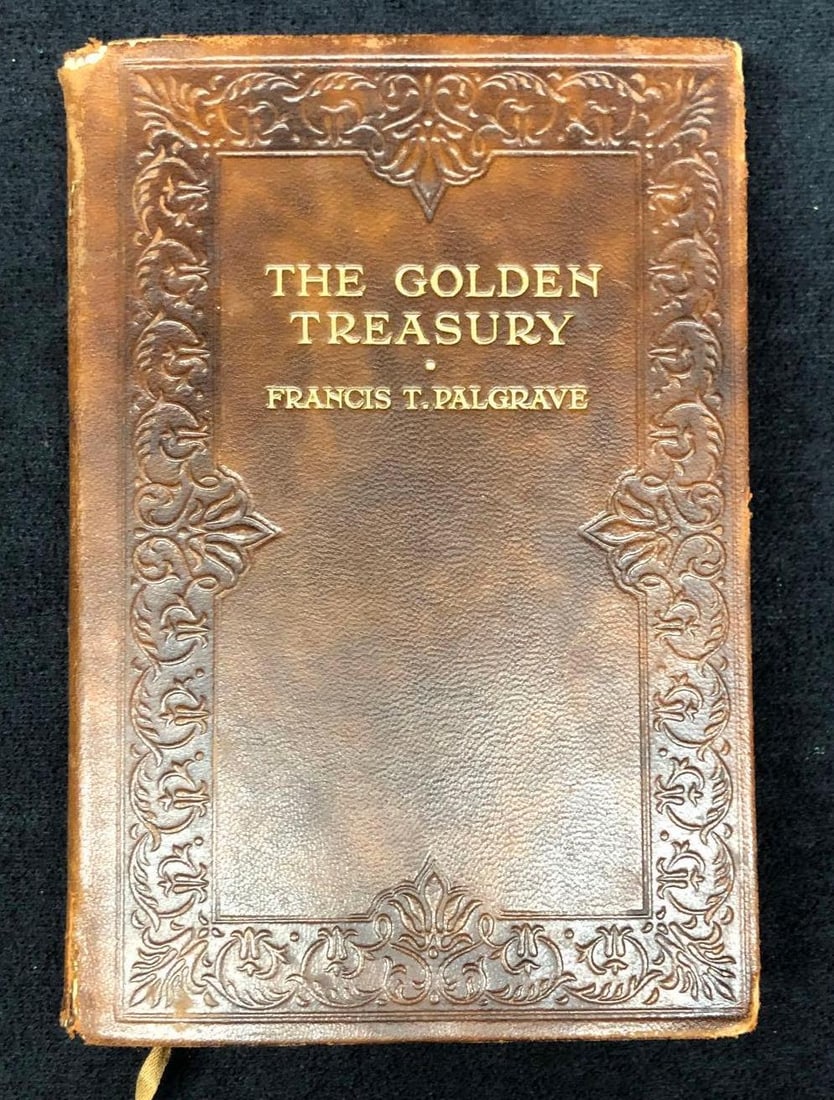 THE GOLDEN
TREASURY
FRANCIS T. PALGRAVE